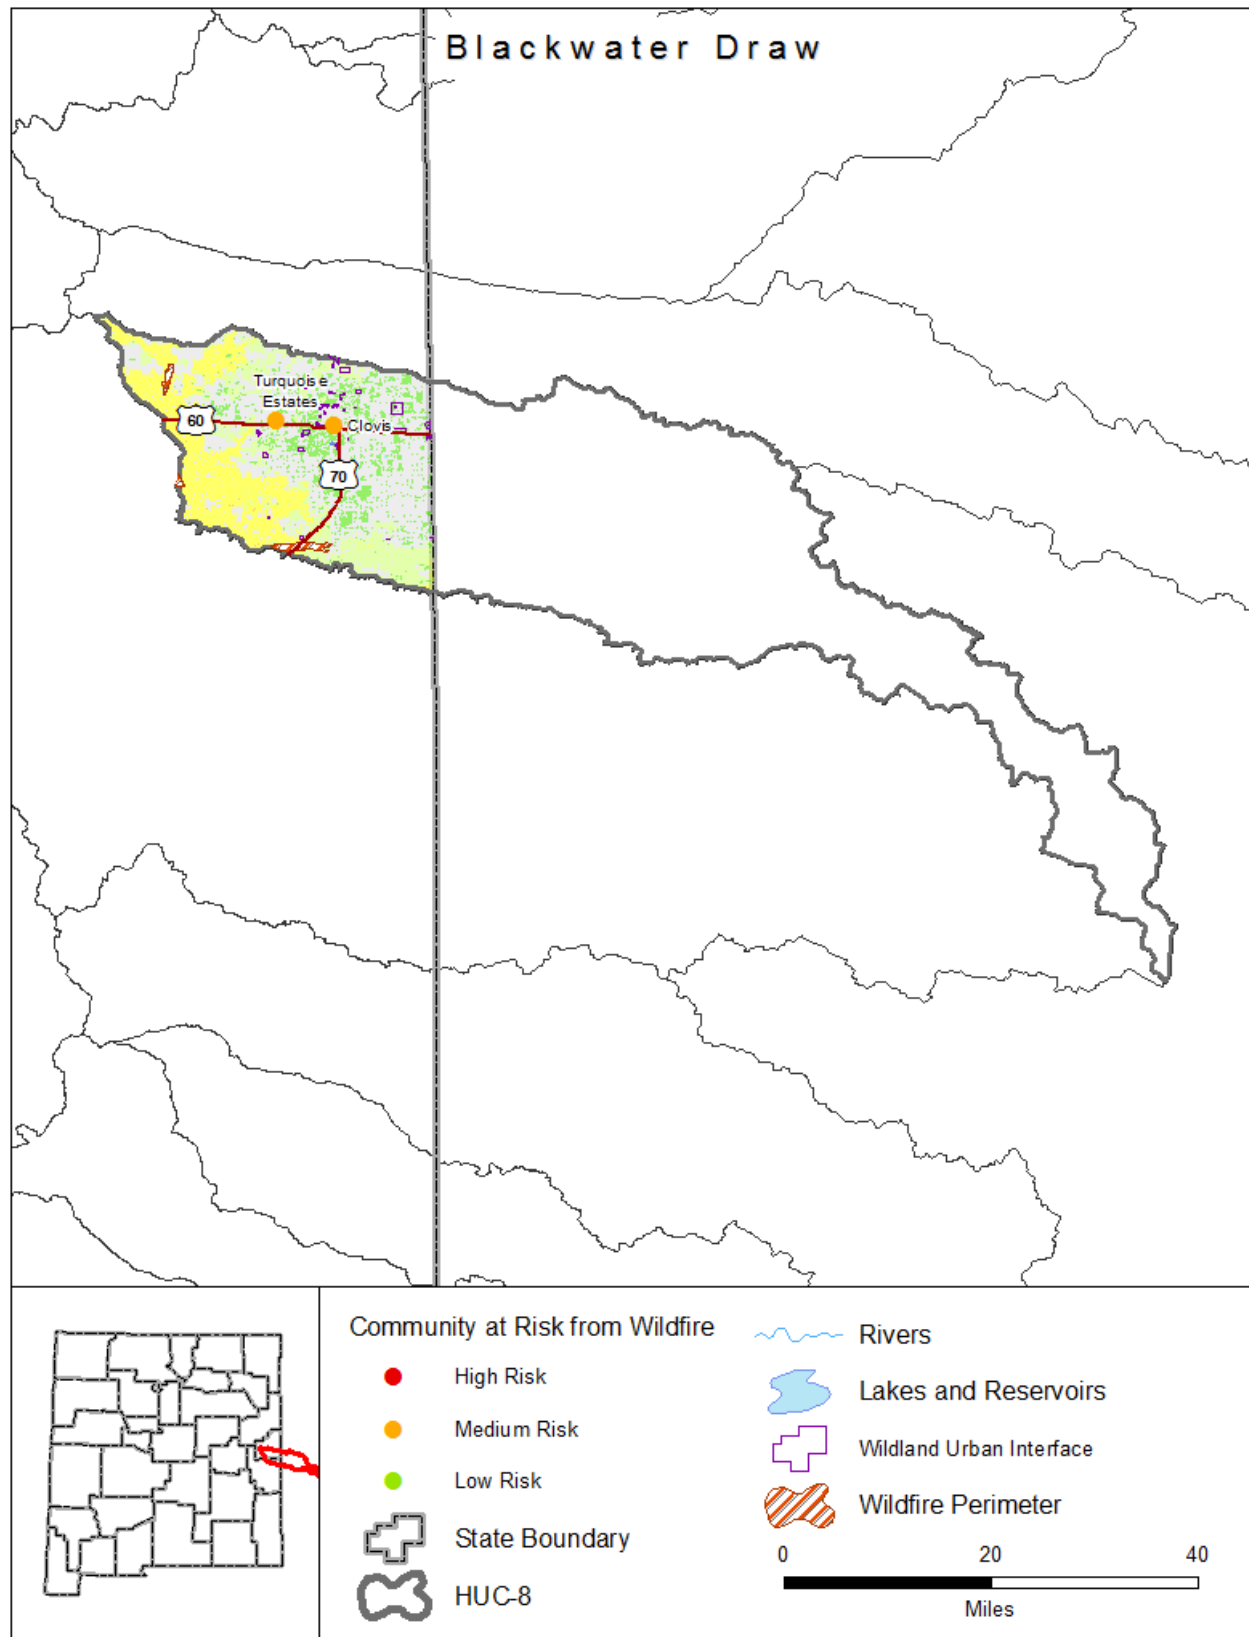 Blackwater Draw
Turquoise
Estates
60
Clovis
70
Community at Risk from Wildfire
High Risk
Medium Risk
Low Risk
State Boundary
HUC-8
Rivers
Lakes and Reservoirs
Wildland Urban Interface
Wildfire Perimeter
0 20 40
Miles